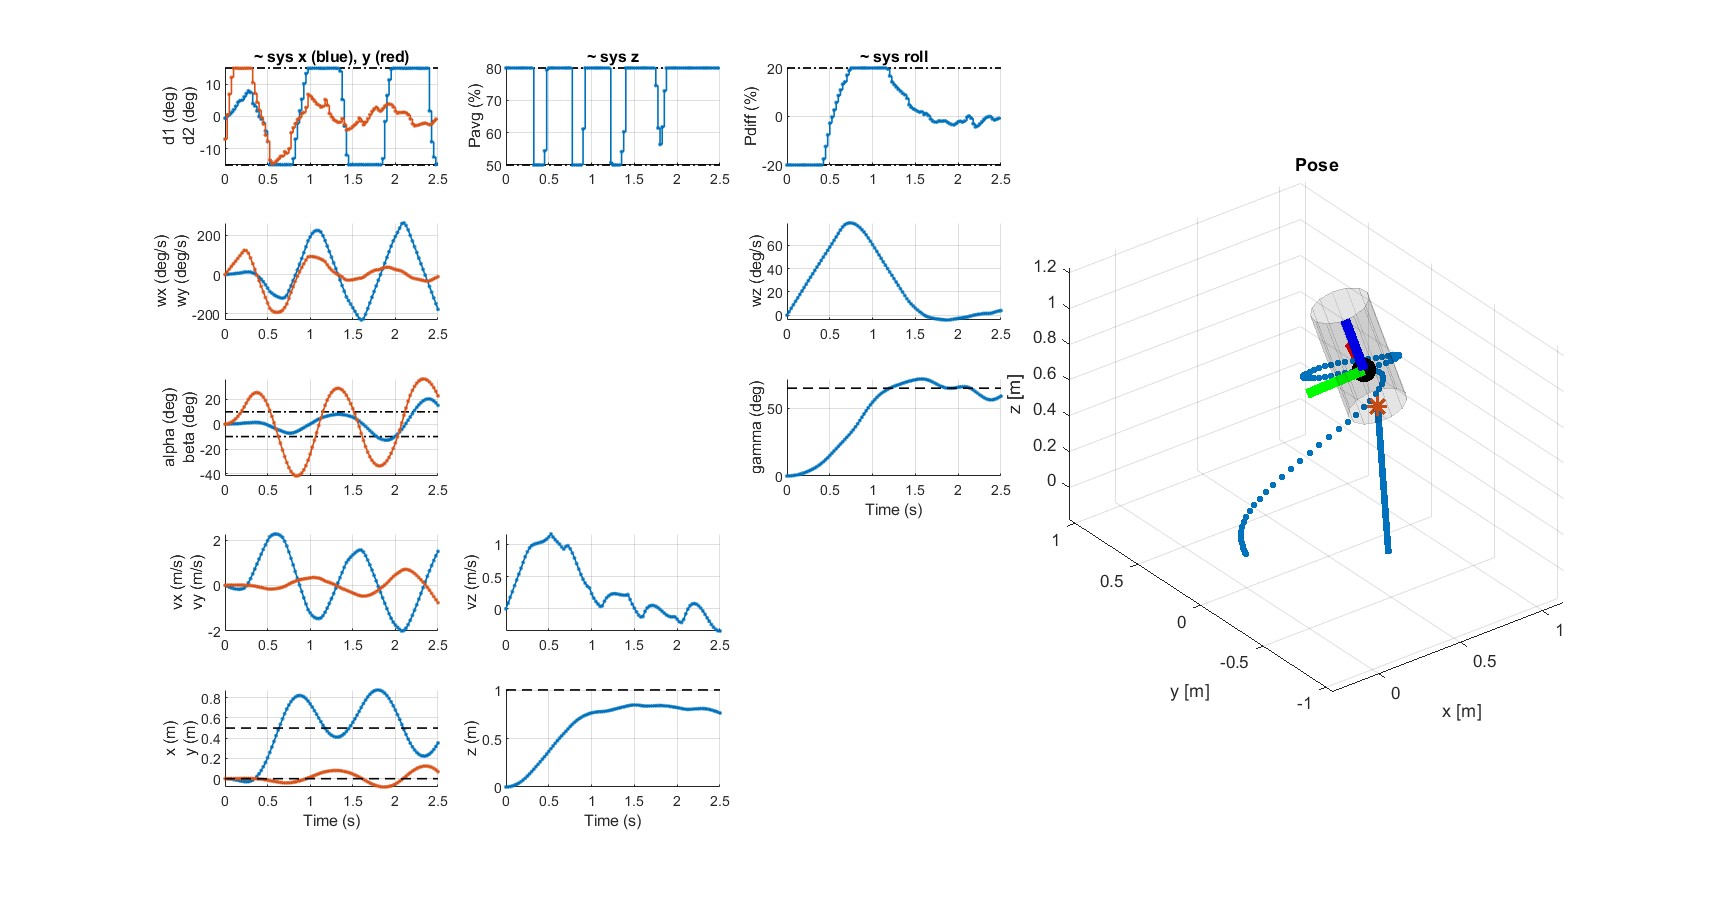 ~ sys x (blue), y (red)
d1 (deg)
d2 (deg)
10
0
-10
0 0.5 1 1.5 2 2.5
~ sys z
Pavg (%)
80
70
60
50
0 0.5 1 1.5 2 2.5
~ sys roll
Pdiff (%)
20
0
-20
0 0.5 1 1.5 2 2.5
wx (deg/s)
wy (deg/s)
200
0
-200
0 0.5 1 1.5 2 2.5
wz (deg/s)
60
40
20
0
0 0.5 1 1.5 2 2.5
alpha (deg)
beta (deg)
20
0
-20
-40
0 0.5 1 1.5 2 2.5
gamma (deg)
50
0
0 0.5 1 1.5 2 2.5
Time (s)
vx (m/s)
vy (m/s)
2
0
-2
0 0.5 1 1.5 2 2.5
vz (m/s)
1
0.5
0
0 0.5 1 1.5 2 2.5
x (m)
y (m)
0.8
0.6
0.4
0.2
0
0 0.5 1 1.5 2 2.5
Time (s)
z (m)
1
0.5
0
0 0.5 1 1.5 2 2.5
Time (s)
Pose
z [m]
1.2
1
0.8
0.6
0.4
0.2
0
1
0.5
0
-0.5
-1
y [m]
0
0.5
1
x [m]